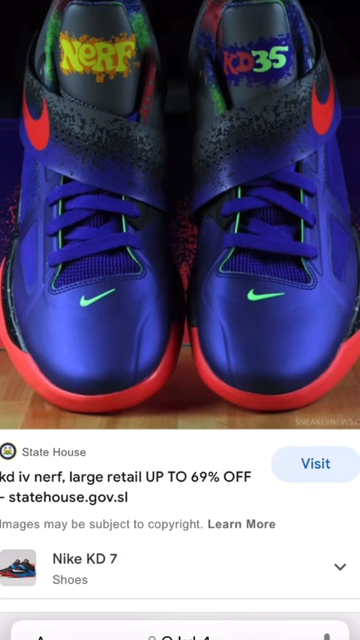 NERF
KD35
SNEAKERNEWS.C
State House
kd iv nerf, large retail UP TO 69% OFF
- statehouse.gov.sl
Visit
Images may be subject to copyright. Learn More
Nike KD 7
Shoes